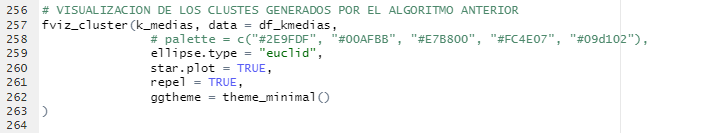 256 # VISUALIZACION DE LOS CLUSTES GENERADOS POR EL ALGORITMO ANTERIOR
257 fviz_cluster(k_medias, data = df_kmedias,
258 # palette = c("#2E9FDF", "#00AFBB", "#E7B800", "#FC4E07", "#09d102"),
259 ellipse.type = "euclid",
260 star.plot = TRUE,
261 repel = TRUE,
262 ggtheme = theme_minimal()
263 )
264